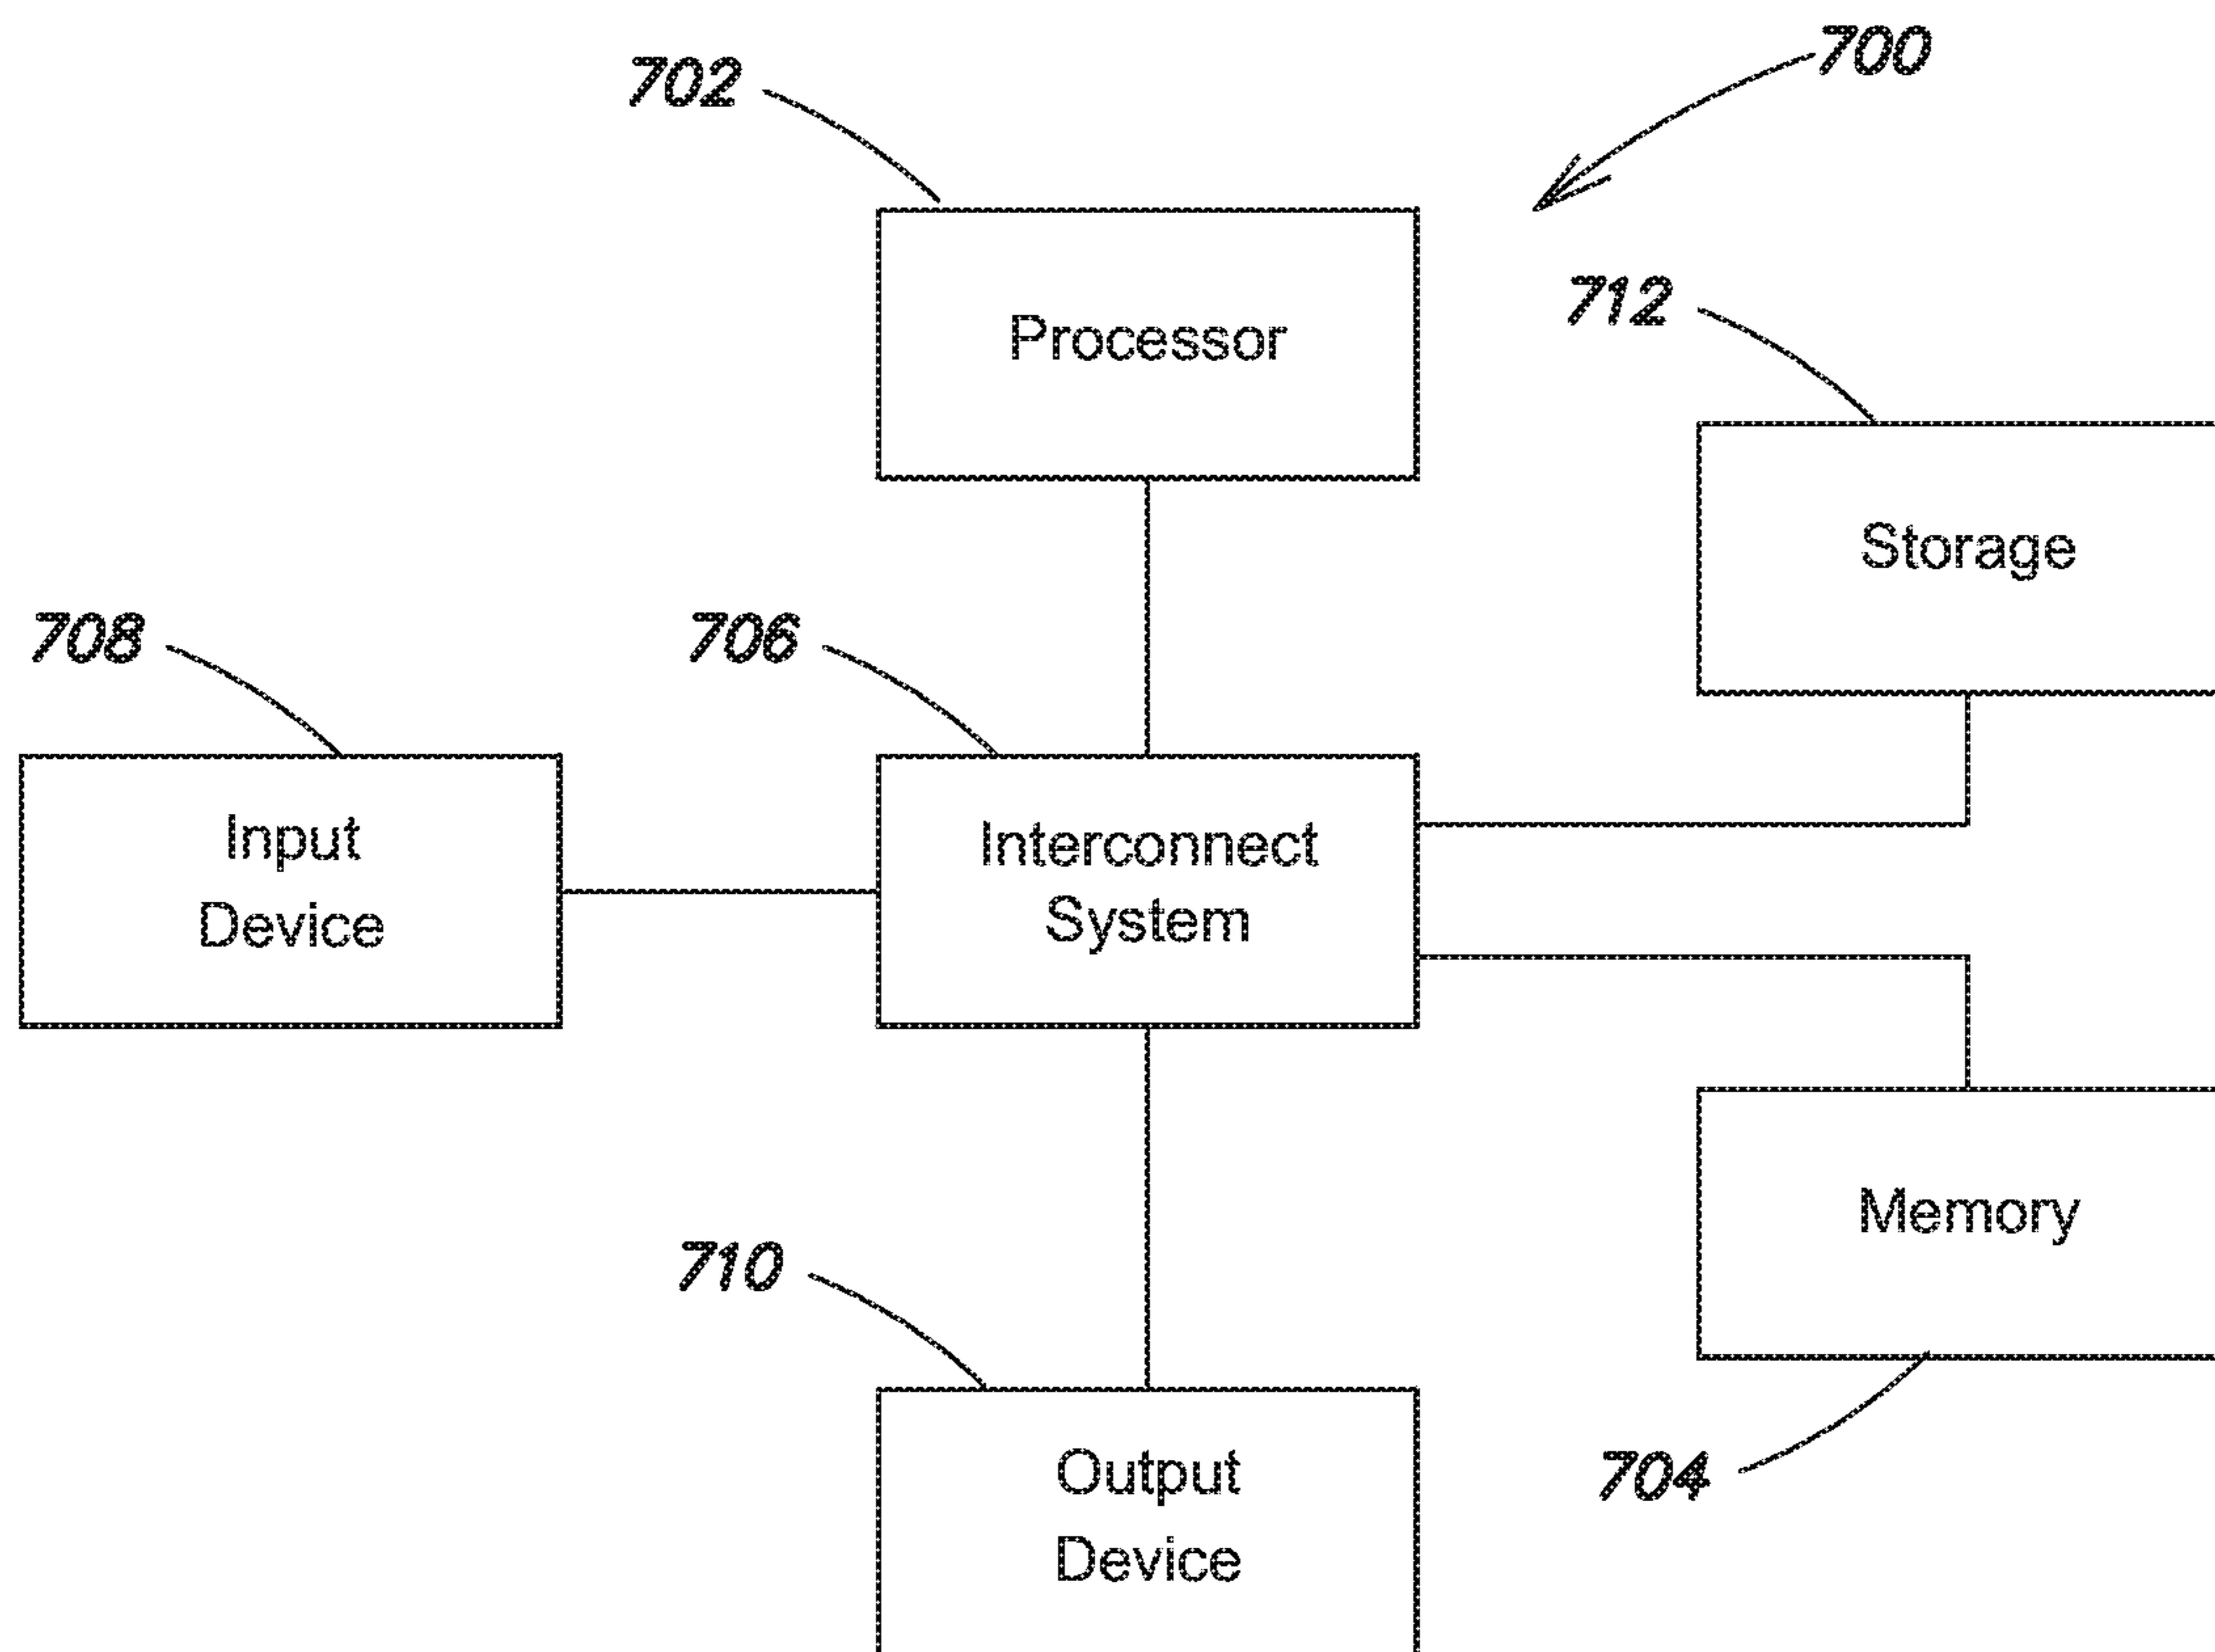 700
702
Processor
712
Storage
708
706
Input
Device
Interconnect
System
Memory
710
704
Output
Device